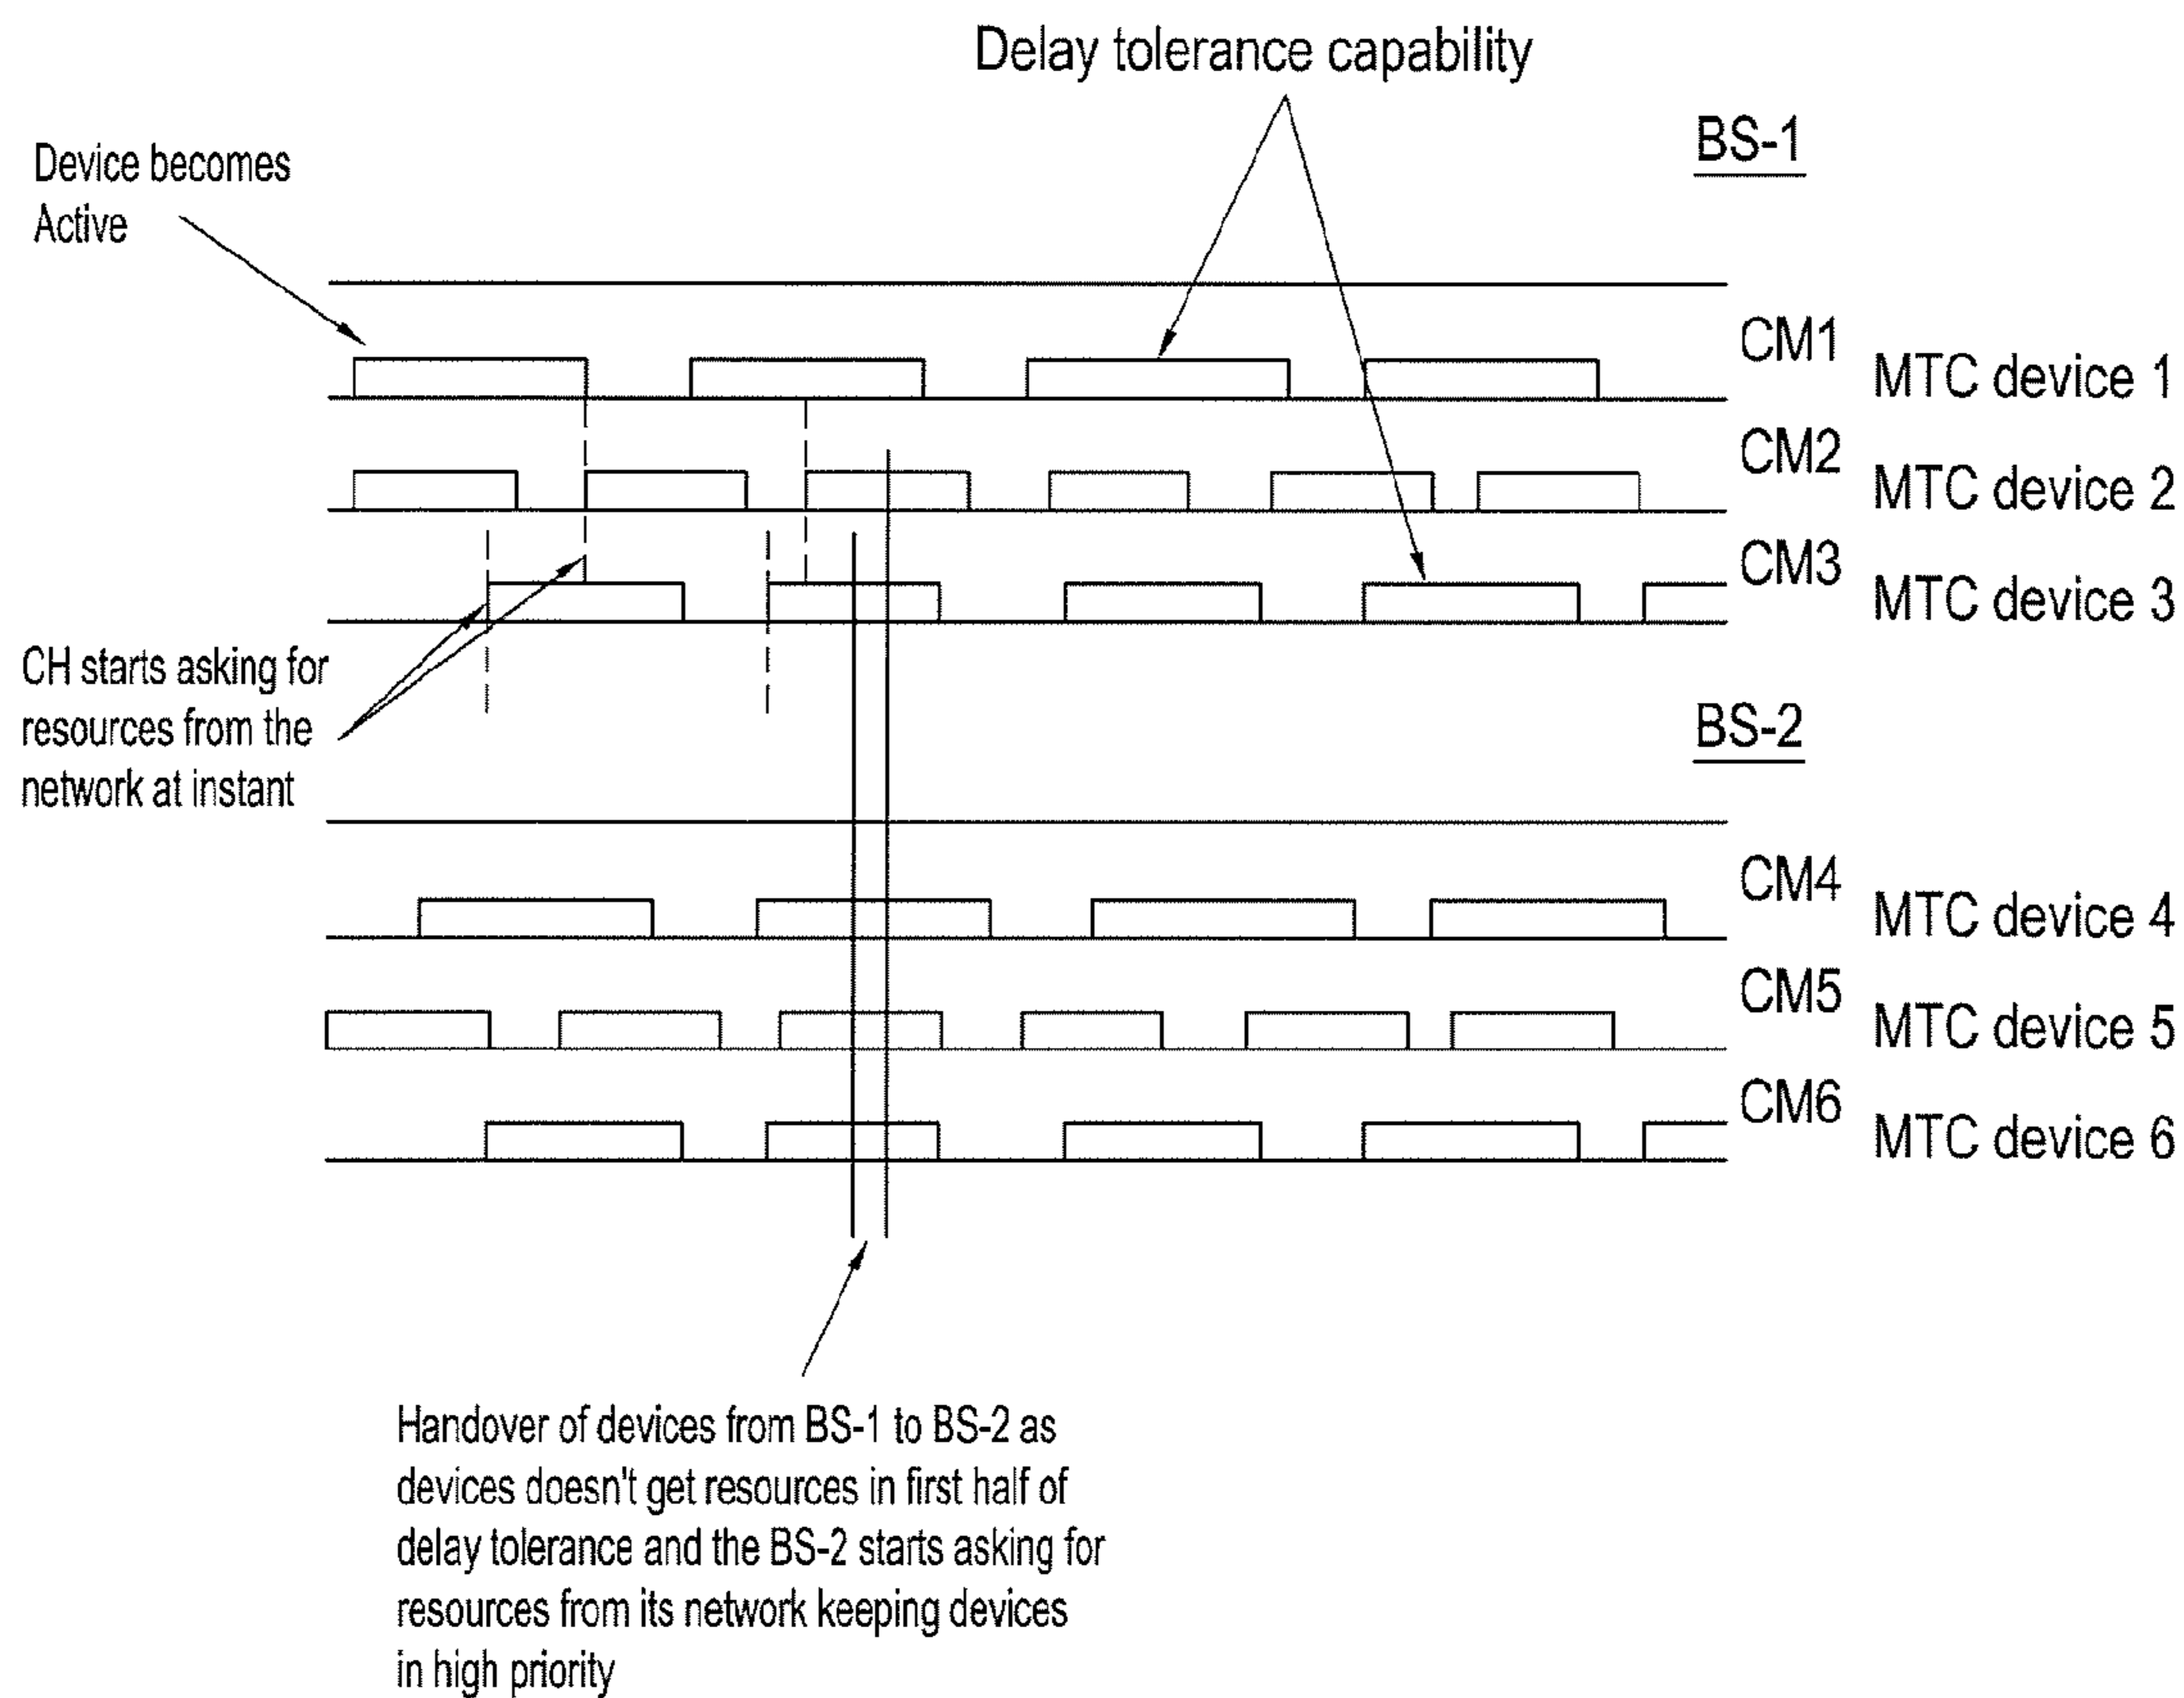 Delay tolerance capability
BS-1
Device becomes
Active
CM1
MTC device 1
CM2
MTC device 2
CM3
MTC device 3
CH starts asking for
resources from the
network at instant
BS-2
CM4
MTC device 4
CM5
MTC device 5
CM6
MTC device 6
Handover of devices from BS-1 to BS-2 as
devices doesn't get resources in first half of
delay tolerance and the BS-2 starts asking for
resources from its network keeping devices
in high priority